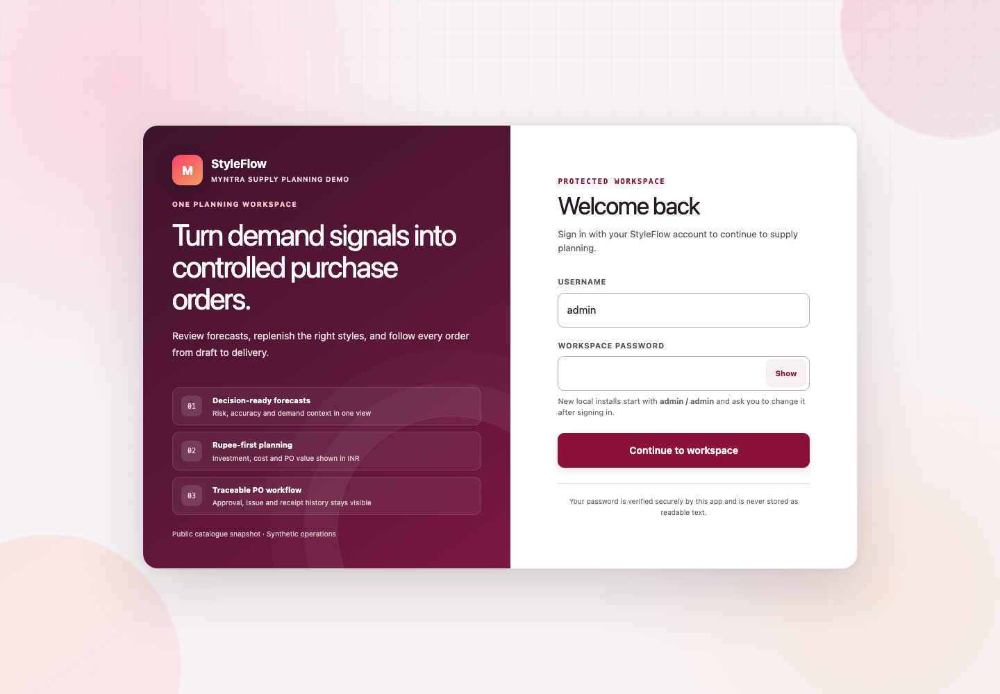 M
StyleFlow
MYNTRA SUPPLY PLANNING DEMO
ONE PLANNING WORKSPACE
Turn demand signals into
controlled purchase
orders.
Review forecasts, replenish the right styles, and follow every order
from draft to delivery.
01
Decision-ready forecasts
Risk, accuracy and demand context in one view
02
Rupee-first planning
Investment, cost and PO value shown in INR
03
Traceable PO workflow
Approval, issue and receipt history stays visible
Public catalogue snapshot · Synthetic operations
PROTECTED WORKSPACE
Welcome back
Sign in with your StyleFlow account to continue to supply
planning.
USERNAME
admin
WORKSPACE PASSWORD
Show
New local installs start with admin / admin and ask you to change it
after signing in.
Continue to workspace
Your password is verified securely by this app and is never stored as
readable text.